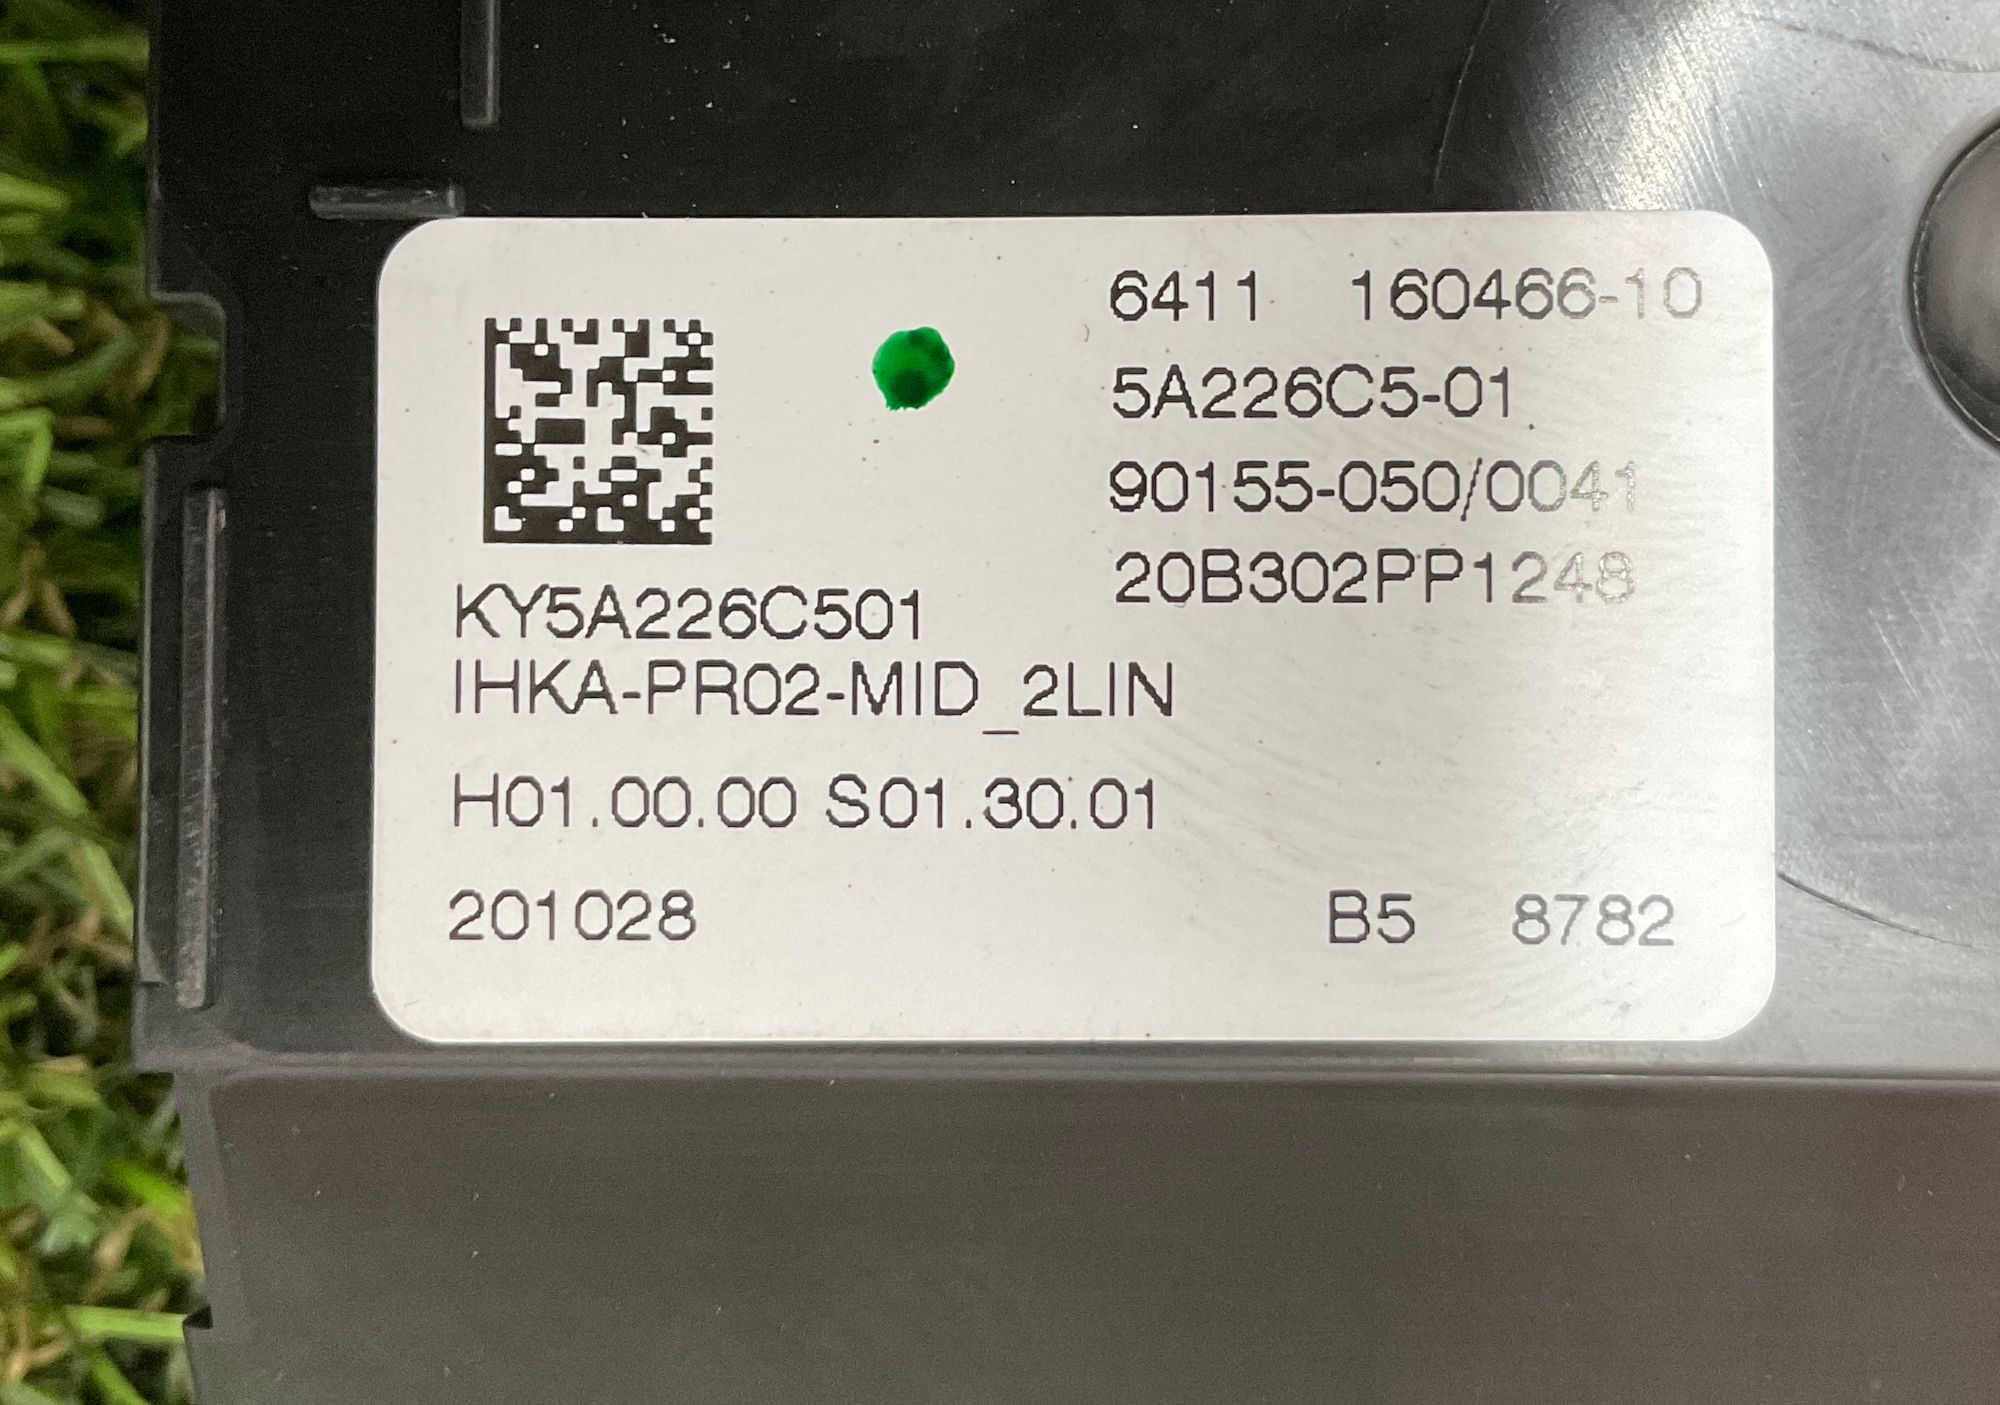 6411 160466-10
5A226C5-01
90155-050/0041
20B302PP1248
KY5A226C501
IHKA-PR02-MID_2LIN
H01.00.00 S01.30.01
201028 B5 8782